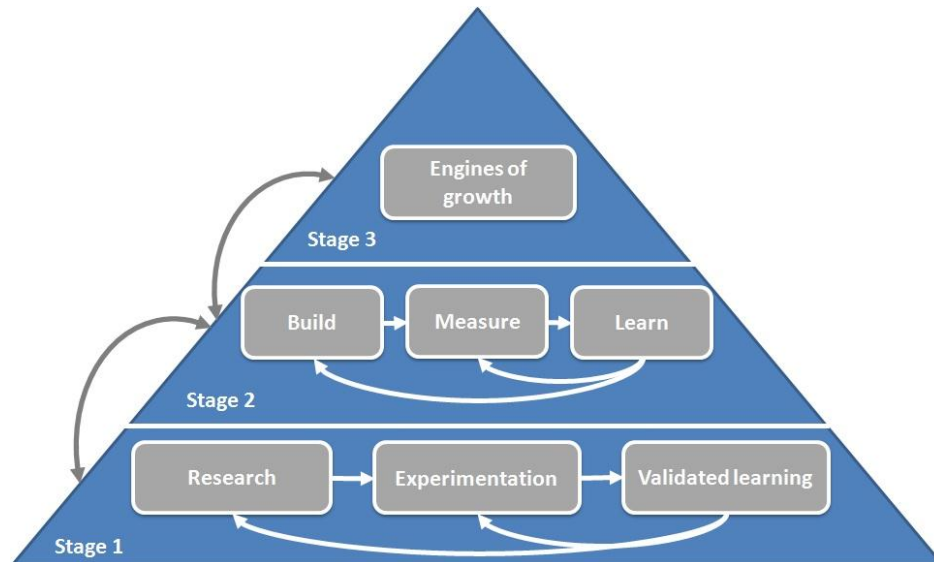 Engines of
growth
Stage 3
Build
Measure
Learn
Stage 2
Research
Experimentation
Validated learning
Stage 1